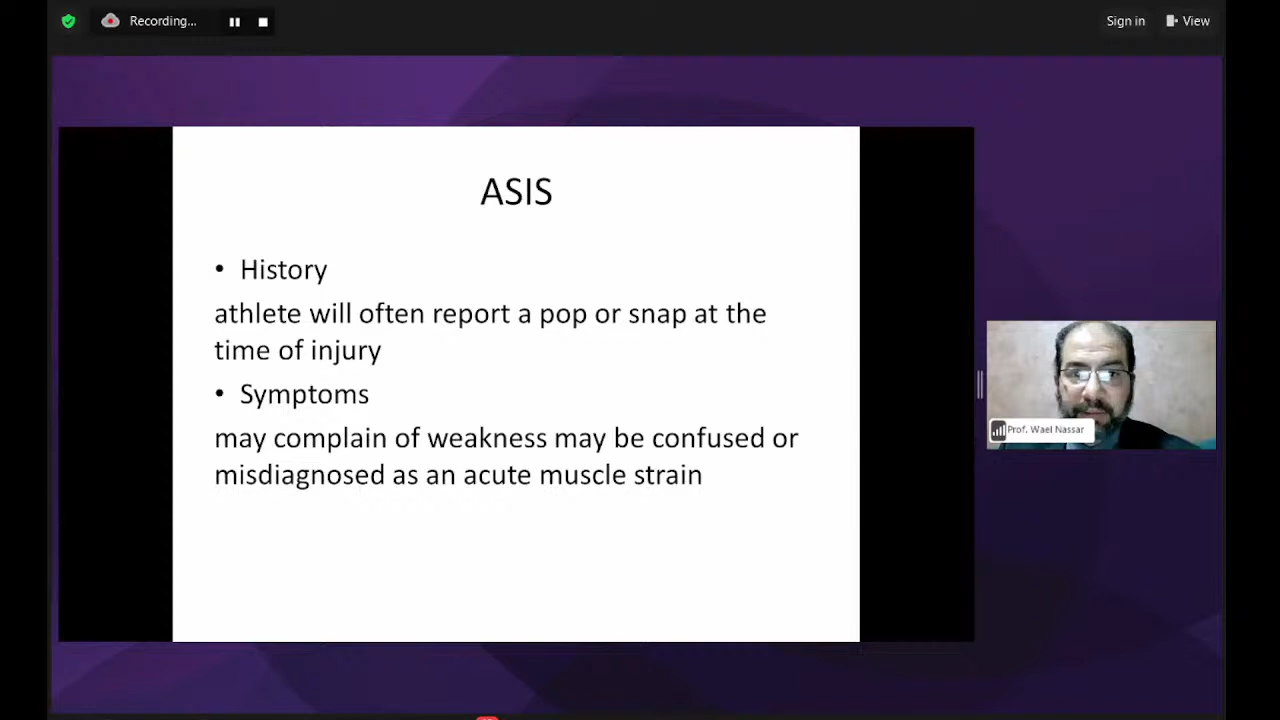 Recording...
Sign in
View
ASIS
• History
athlete will often report a pop or snap at the
time of injury
• Symptoms
may complain of weakness may be confused or
misdiagnosed as an acute muscle strain
Prof. Wael Nassar